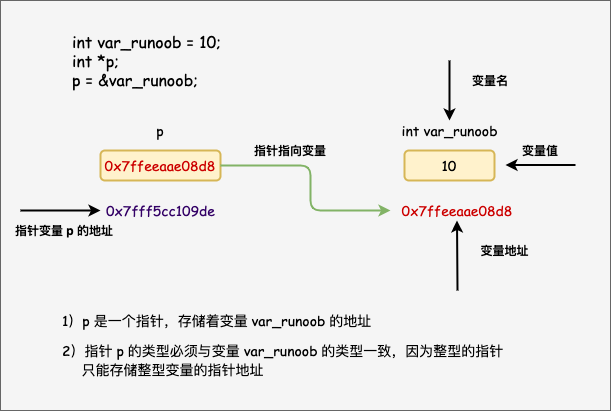 int var_runoob = 10;
int *p;
p = &var_runoob;
变量名
p
指针指向变量
int var_runoob
0x7ffeeaae08d8
10
变量值
0x7fff5cc109de
0x7ffeeaae08d8
指针变量 p 的地址
变量地址
1）p 是一个指针，存储着变量 var_runoob 的地址
2）指针 p 的类型必须与变量 var_runoob 的类型一致，因为整型的指针
只能存储整型变量的指针地址